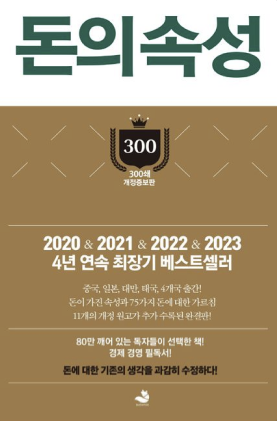 돈의 속성
300
300쇄
개정증보판
2020 & 2021 & 2022 & 2023
4년 연속 최장기 베스트셀러
중국, 일본, 대만, 태국, 4개국 출간!
돈이 가진 속성과 75가지 돈에 대한 가르침
11개의 개정 원고가 추가 수록된 완결판!
80만 깨어 있는 독자들이 선택한 책!
경제 경영 필독서!
돈에 대한 기존의 생각을 과감히 수정하다!